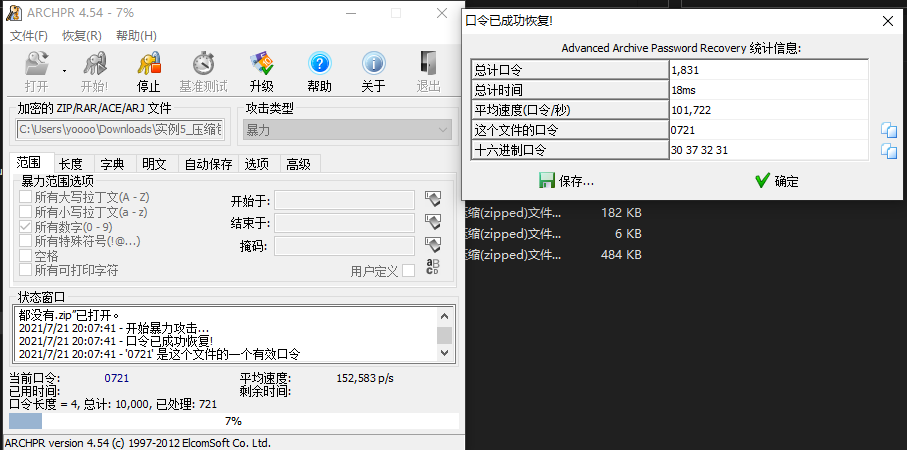 ARCHPR 4.54 - 7%
文件(F) 恢复(R) 帮助(H)
打开 开始! 停止 基准测试 升级 帮助 关于 退出
加密的 ZIP/RAR/ACE/ARJ 文件
攻击类型
C:\Users\yoooo\Downloads\实例5_压缩包
暴力
范围 长度 字典 明文 自动保存 选项 高级
暴力范围选项
所有大写拉丁文(A - Z)
所有小写拉丁文(a - z)
所有数字(0 - 9)
所有特殊符号(!@...)
空格
所有可打印字符
开始于:
结束于:
掩码:
用户定义
状态窗口
都没有.zip"已打开。
2021/7/21 20:07:41 - 开始暴力攻击...
2021/7/21 20:07:41 - 口令已成功恢复!
2021/7/21 20:07:41 - '0721' 是这个文件的一个有效口令
当前口令: 0721 平均速度: 152,583 p/s
已用时间: 剩余时间:
口令长度 = 4, 总计: 10,000, 已处理: 721
7%
ARCHPR version 4.54 (c) 1997-2012 ElcomSoft Co. Ltd.
口令已成功恢复!
Advanced Archive Password Recovery 统计信息:
总计口令 1,831
总计时间 18ms
平均速度(口令/秒) 101,722
这个文件的口令 0721
十六进制口令 30 37 32 31
保存... 确定
缩(zipped)文件... 182 KB
缩(zipped)文件... 6 KB
缩(zipped)文件... 484 KB